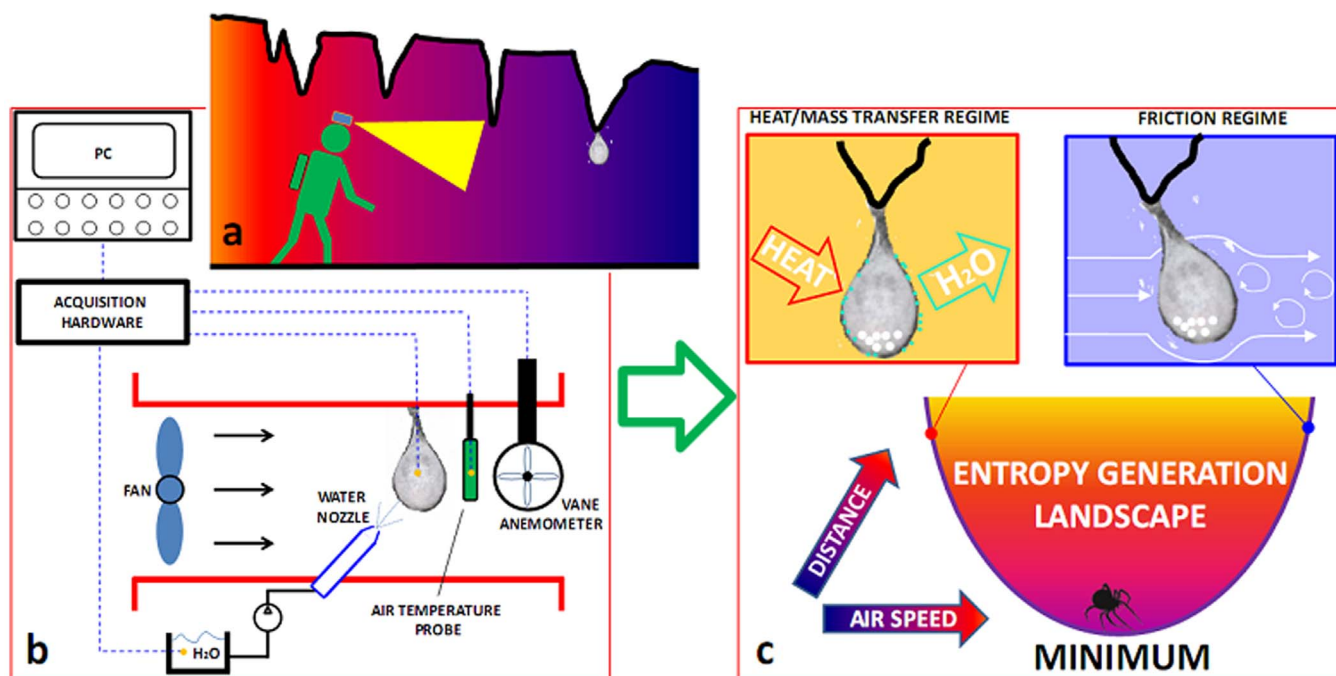 a
PC
ACQUISITION
HARDWARE
FAN
WATER
NOZZLE
VANE
ANEMOMETER
AIR TEMPERATURE
PROBE
H₂O
b
HEAT/MASS TRANSFER REGIME
FRICTION REGIME
HEAT
H₂O
ENTROPY GENERATION
LANDSCAPE
DISTANCE
AIR SPEED
MINIMUM
c